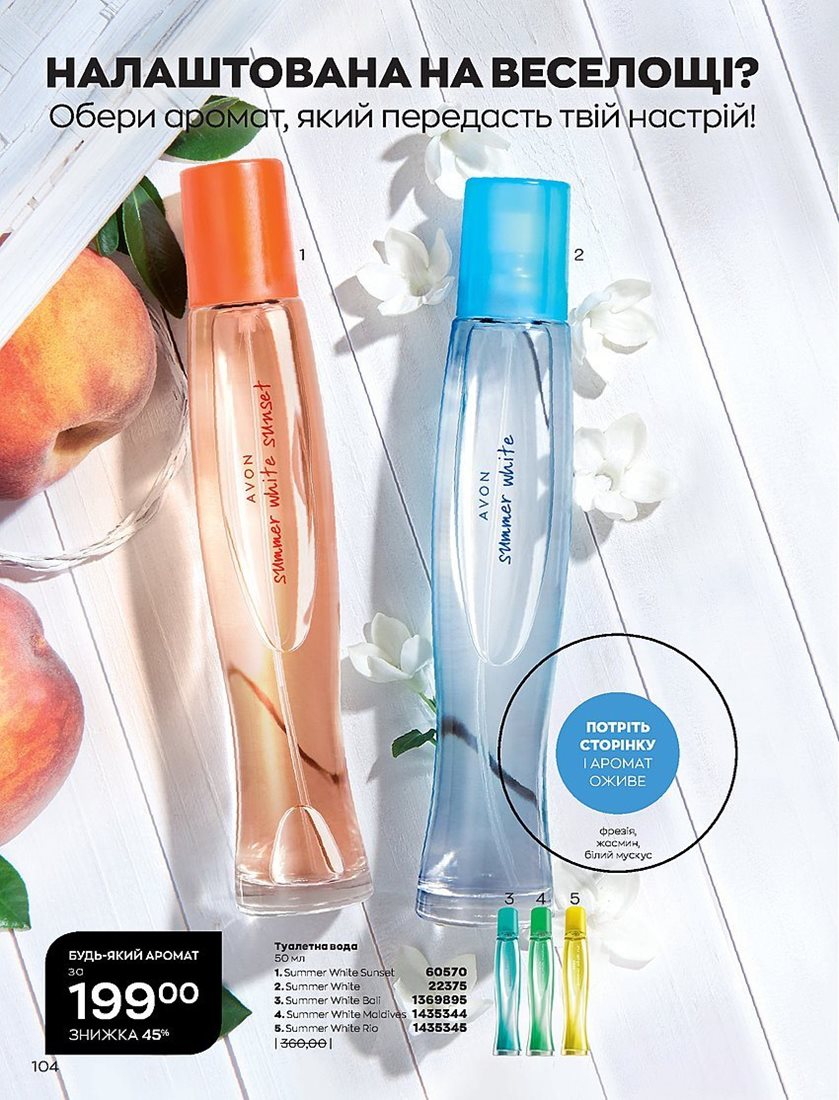 НАЛАШТОВАНА НА ВЕСЕЛОЩІ?
Обери аромат, який передасть твій настрій!
1
2
AVON
summer white sunset
AVON
summer white
ПОТРІТЬ
СТОРІНКУ
І АРОМАТ
ОЖИВЕ
фрезія,
жасмин,
білий мускус
3 4 5
БУДЬ-ЯКИЙ АРОМАТ
за
199⁰⁰
ЗНИЖКА 45%
Туалетна вода
50 мл
1. Summer White Sunset 60570
2. Summer White 22375
3. Summer White Bali 1369895
4. Summer White Maldives 1435344
5. Summer White Rio 1435345
| 360,00 |
104